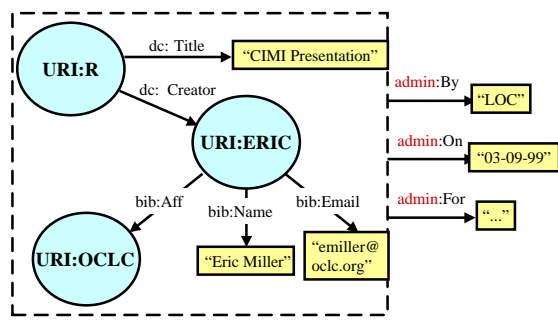 dc: Title
URI:R
“CIMI Presentation”
admin:By
dc: Creator
“LOC”
URI:ERIC
admin:On
“03-09-99”
bib:Aff
bib:Name
bib:Email
admin:For
“...”
URI:OCLC
“Eric Miller”
“emiller@
oclc.org”